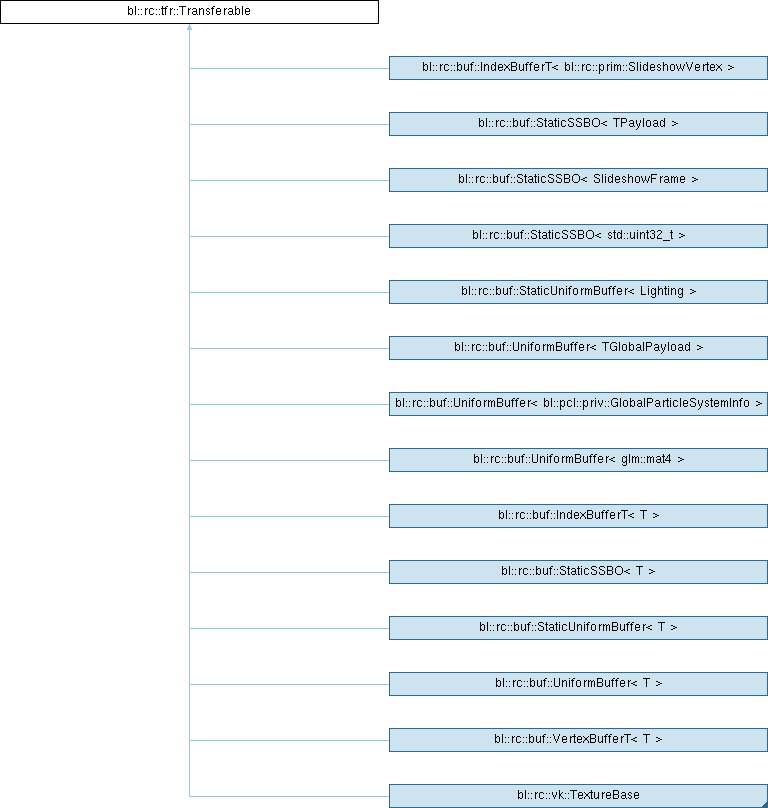 bl::rc::tfr::Transferable
bl::rc::buf::IndexBufferT< bl::rc::prim::SlideshowVertex >
bl::rc::buf::StaticSSBO< TPayload >
bl::rc::buf::StaticSSBO< SlideshowFrame >
bl::rc::buf::StaticSSBO< std::uint32_t >
bl::rc::buf::StaticUniformBuffer< Lighting >
bl::rc::buf::UniformBuffer< TGlobalPayload >
bl::rc::buf::UniformBuffer< bl::pcl::priv::GlobalParticleSystemInfo >
bl::rc::buf::UniformBuffer< glm::mat4 >
bl::rc::buf::IndexBufferT< T >
bl::rc::buf::StaticSSBO< T >
bl::rc::buf::StaticUniformBuffer< T >
bl::rc::buf::UniformBuffer< T >
bl::rc::buf::VertexBufferT< T >
bl::rc::vk::TextureBase